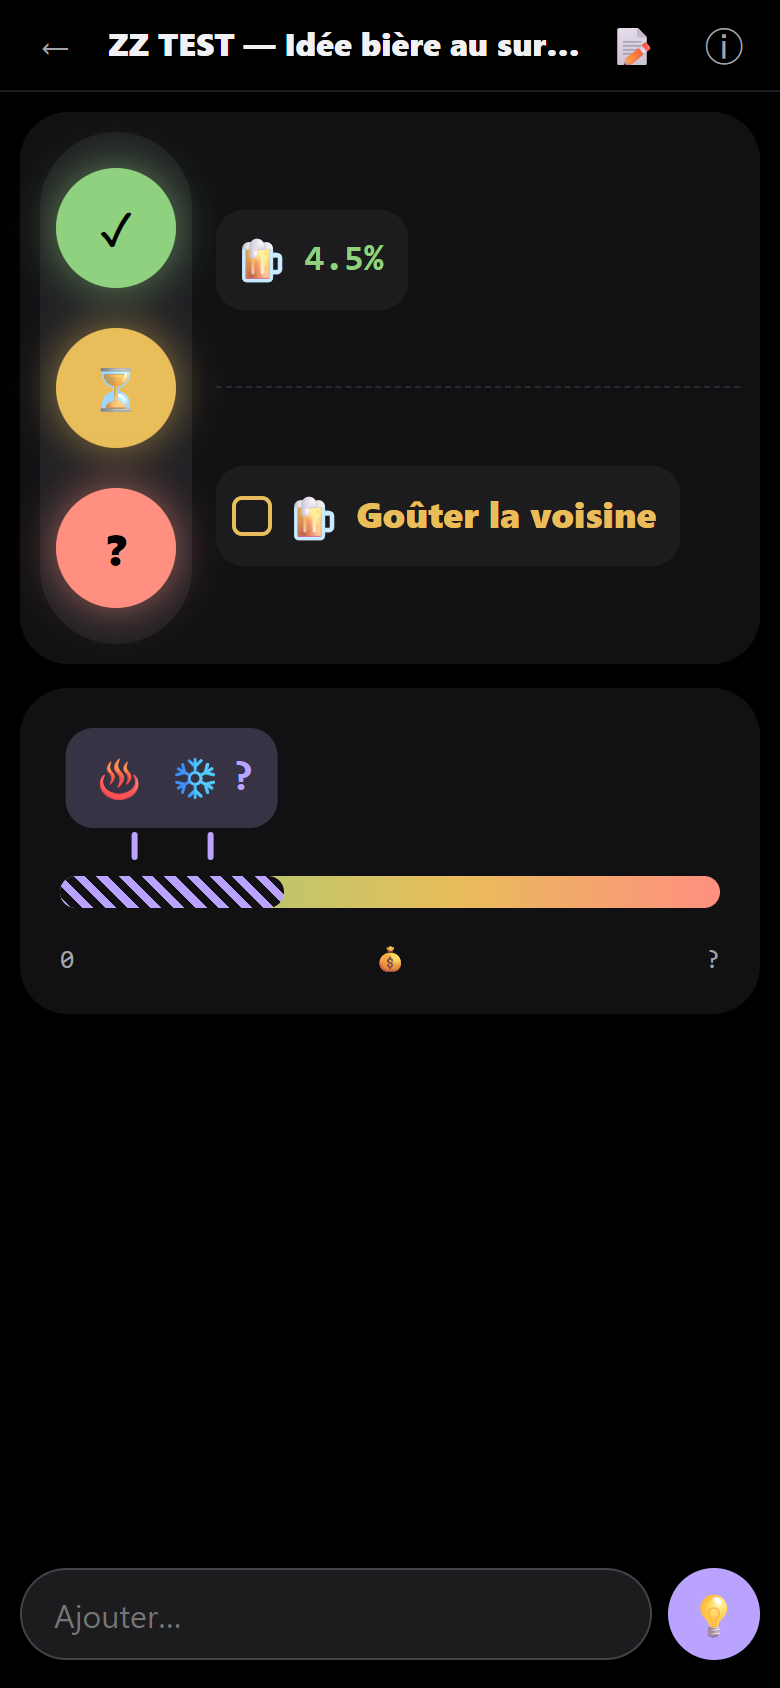 ← ZZ TEST — Idée bière au sur... 📝 ⓘ
✓
🍺 4.5%
⏳
?
🍺 Goûter la voisine
♨️ ❄️ ?
0 💰 ?
Ajouter...